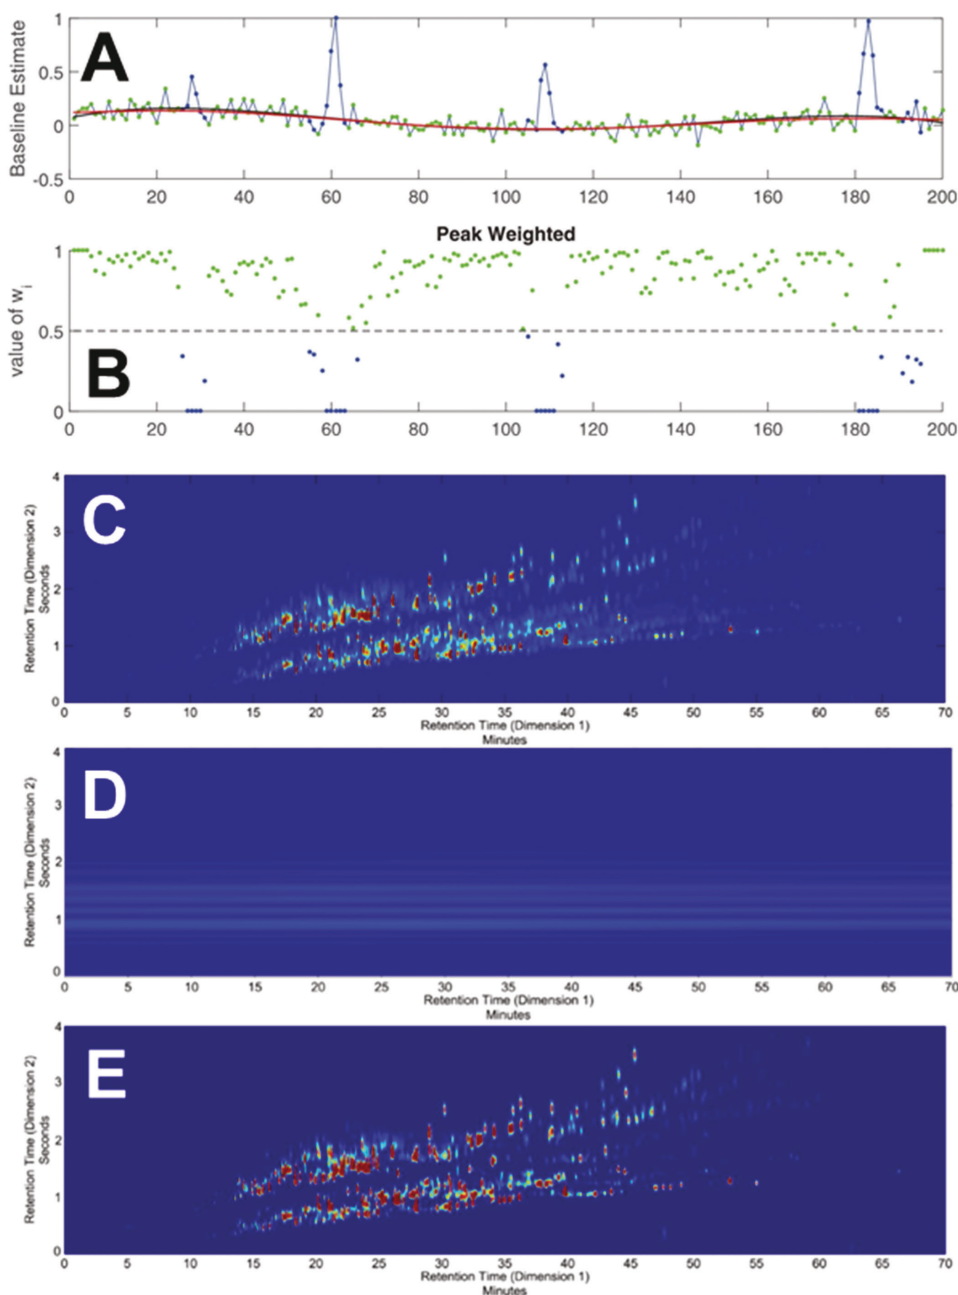 A
Baseline Estimate
1
0.5
0
-0.5
0 20 40 60 80 100 120 140 160 180 200
Peak Weighted
B
value of wi
1
0.5
0
0 20 40 60 80 100 120 140 160 180 200
C
Retention Time (Dimension 2)
Seconds
4
3
2
1
0
0 5 10 15 20 25 30 35 40 45 50 55 60 65 70
Retention Time (Dimension 1)
Minutes
D
Retention Time (Dimension 2)
Seconds
4
3
2
1
0
0 5 10 15 20 25 30 35 40 45 50 55 60 65 70
Retention Time (Dimension 1)
Minutes
E
Retention Time (Dimension 2)
Seconds
4
3
2
1
0
0 5 10 15 20 25 30 35 40 45 50 55 60 65 70
Retention Time (Dimension 1)
Minutes